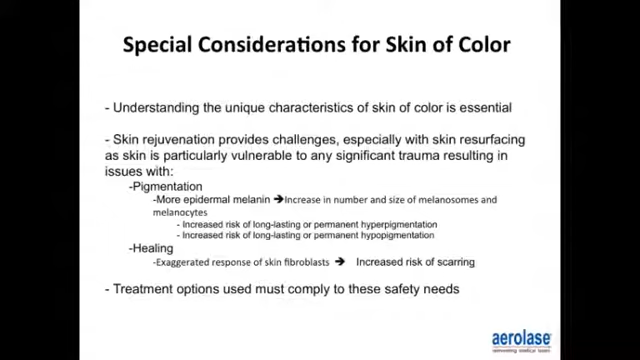 Special Considerations for Skin of Color
- Understanding the unique characteristics of skin of color is essential
- Skin rejuvenation provides challenges, especially with skin resurfacing
as skin is particularly vulnerable to any significant trauma resulting in
issues with:
-Pigmentation
-More epidermal melanin ➔Increase in number and size of melanosomes and
melanocytes
- Increased risk of long-lasting or permanent hyperpigmentation
- Increased risk of long-lasting or permanent hypopigmentation
-Healing
-Exaggerated response of skin fibroblasts ➔ Increased risk of scarring
- Treatment options used must comply to these safety needs
aerolase®
reinventing medical lasers